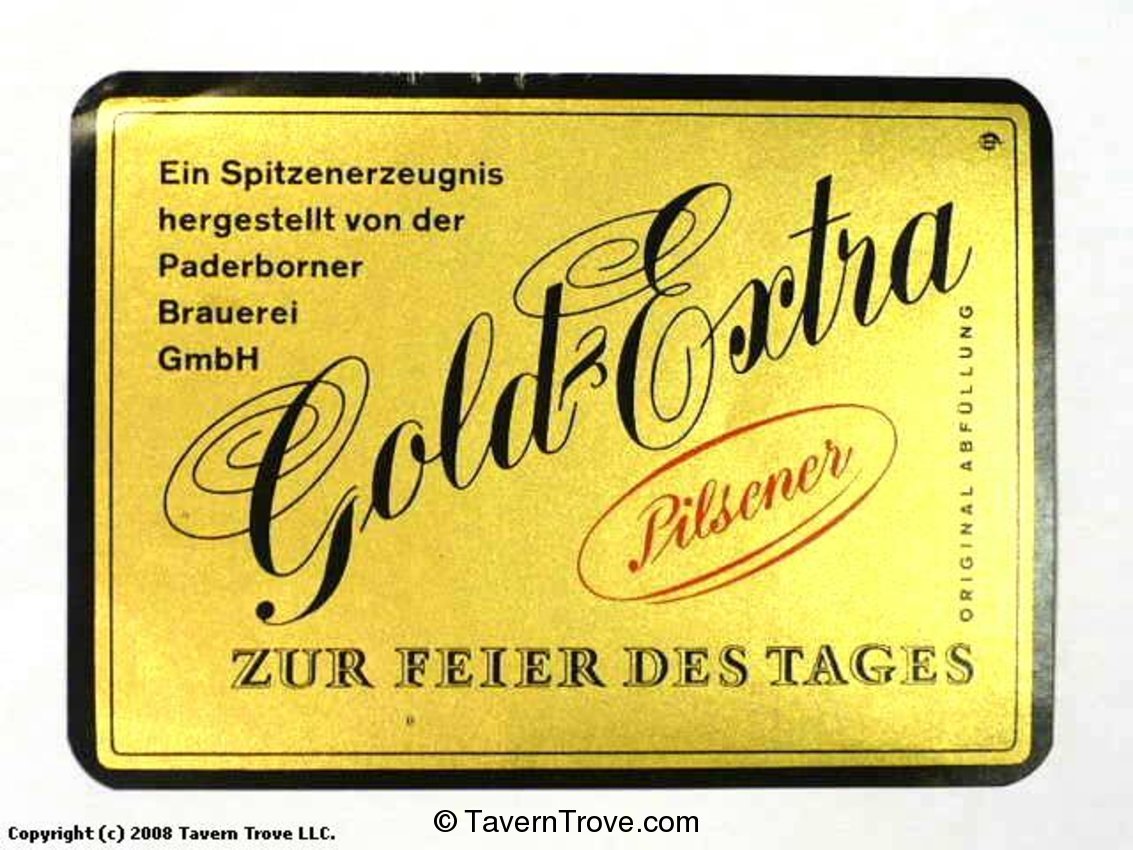 Ein Spitzenerzeugnis
hergestellt von der
Paderborner
Brauerei
GmbH
Gold-Extra
Pilsener
ORIGINAL ABFÜLLUNG
ZUR FEIER DES TAGES
Copyright (c) 2008 Tavern Trove LLC.
© TavernTrove.com